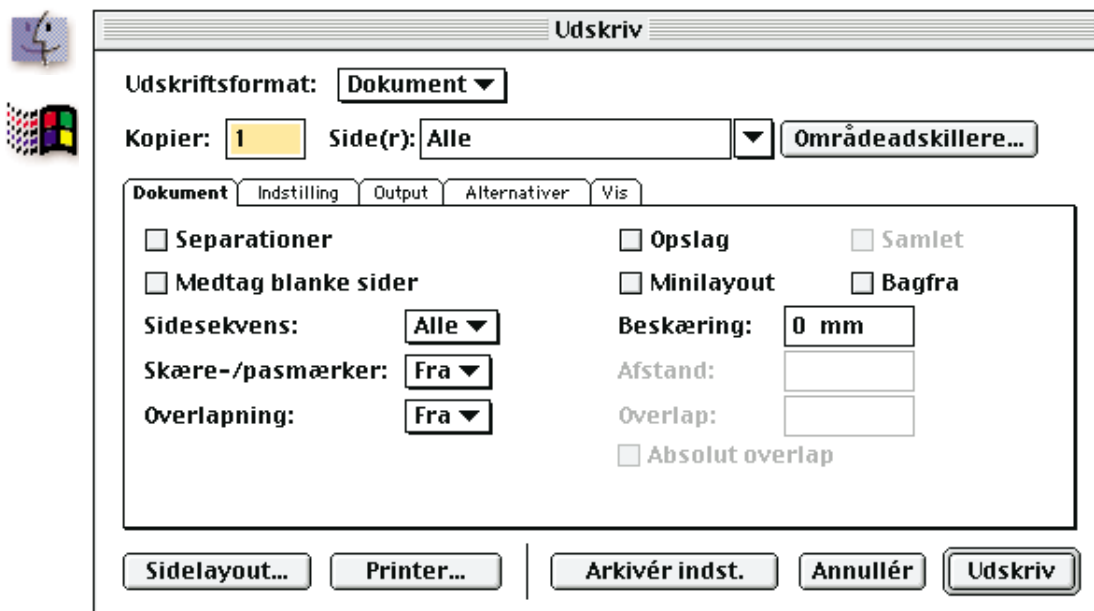 Udskriv
Udskriftsformat: Dokument
Kopier: 1 Side(r): Alle Områdeadskillere...
Dokument Indstilling Output Alternativer Vis
Separationer Opslag Samlet
Medtag blanke sider Minilayout Bagfra
Sidesekvens: Alle Beskæring: 0 mm
Skære-/pasmærker: Fra Afstand:
Overlapning: Fra Overlap:
Absolut overlap
Sidelayout... Printer... Arkivér indst. Annullér Udskriv